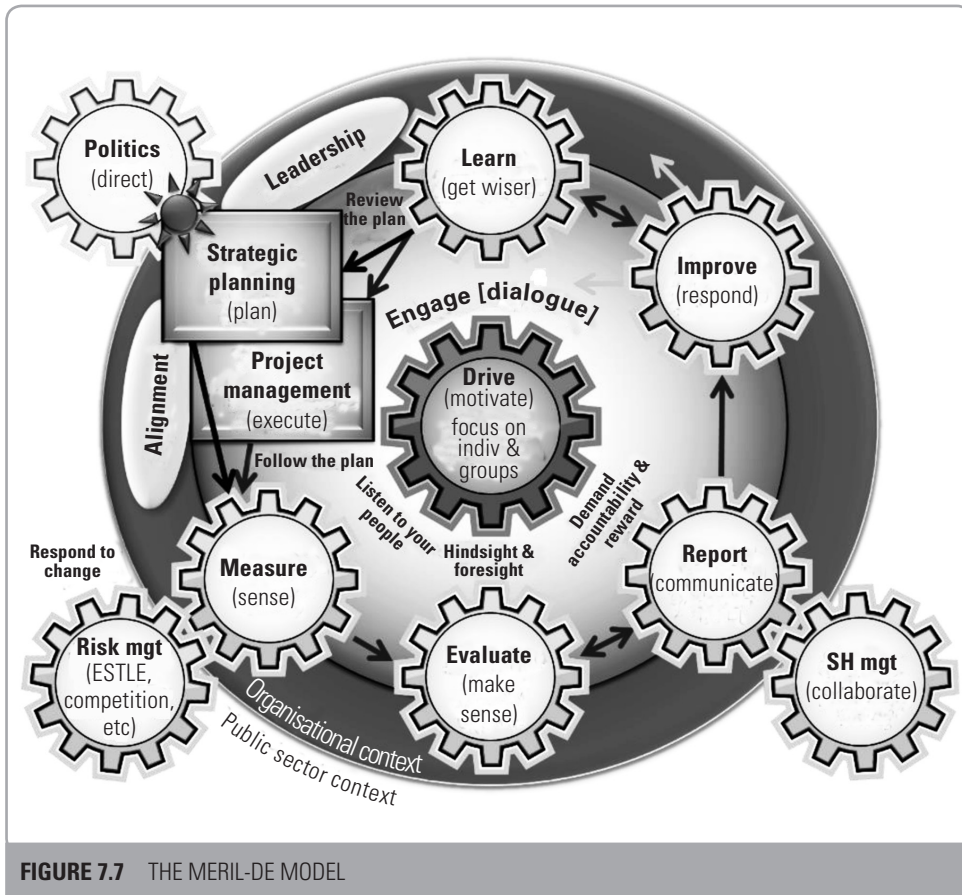 Politics
(direct)
Leadership
Learn
(get wiser)
Review
the plan
Strategic
planning
(plan)
Improve
(respond)
Engage [dialogue]
Alignment
Project
management
(execute)
Drive
(motivate)
focus on
indiv &
groups
Follow the plan
Listen to your
people
Hindsight &
foresight
Demand
accountability &
reward
Respond to
change
Measure
(sense)
Report
(communicate)
Evaluate
(make
sense)
Risk mgt
(ESTLE,
competition,
etc)
SH mgt
(collaborate)
Organisational context
Public sector context
FIGURE 7.7 THE MERIL-DE MODEL